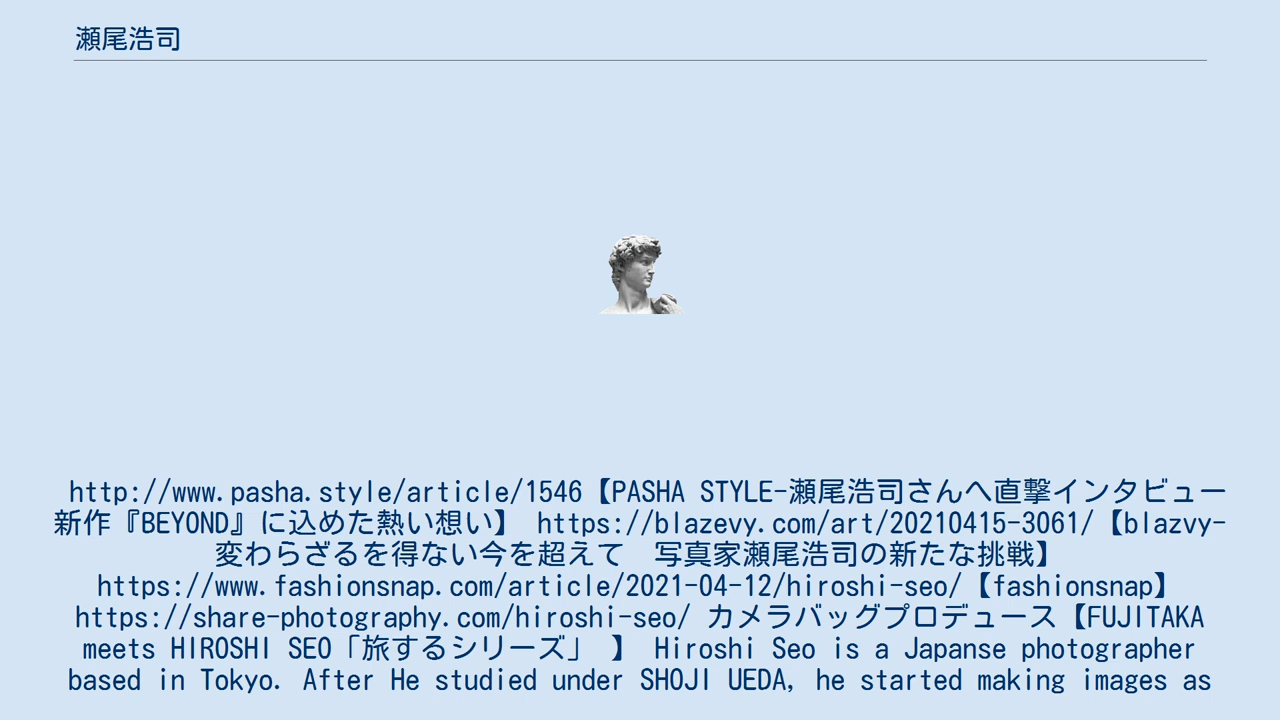 瀬尾浩司
http://www.pasha.style/article/1546【PASHA STYLE-瀬尾浩司さんへ直撃インタビュー
新作『BEYOND』に込めた熱い想い】 https://blazevy.com/art/20210415-3061/【blazvy-
変わらざるを得ない今を超えて　写真家瀬尾浩司の新たな挑戦】
https://www.fashionsnap.com/article/2021-04-12/hiroshi-seo/【fashionsnap】
https://share-photography.com/hiroshi-seo/ カメラバッグプロデュース【FUJITAKA
meets HIROSHI SEO「旅するシリーズ」 】 Hiroshi Seo is a Japanse photographer
based in Tokyo. After He studied under SHOJI UEDA, he started making images as